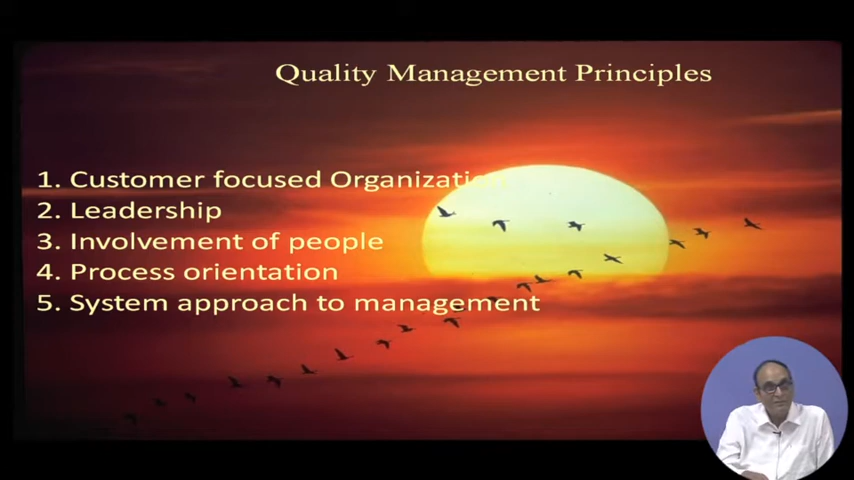 Quality Management Principles
1. Customer focused Organization
2. Leadership
3. Involvement of people
4. Process orientation
5. System approach to management